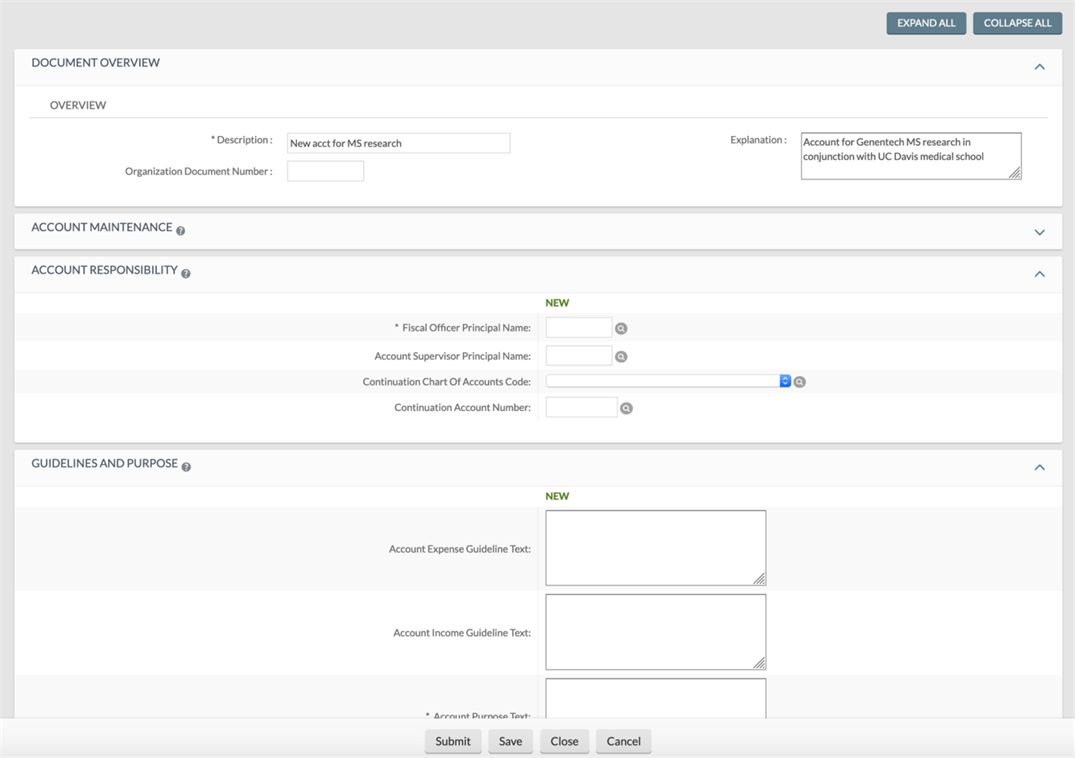 EXPAND ALL COLLAPSE ALL
DOCUMENT OVERVIEW
OVERVIEW
* Description :
New acct for MS research
Explanation :
Account for Genentech MS research in
conjunction with UC Davis medical school
Organization Document Number :
ACCOUNT MAINTENANCE ?
ACCOUNT RESPONSIBILITY ?
NEW
* Fiscal Officer Principal Name:
Account Supervisor Principal Name:
Continuation Chart Of Accounts Code:
Continuation Account Number:
GUIDELINES AND PURPOSE ?
NEW
Account Expense Guideline Text:
Account Income Guideline Text:
* Account Purpose Text:
Submit Save Close Cancel